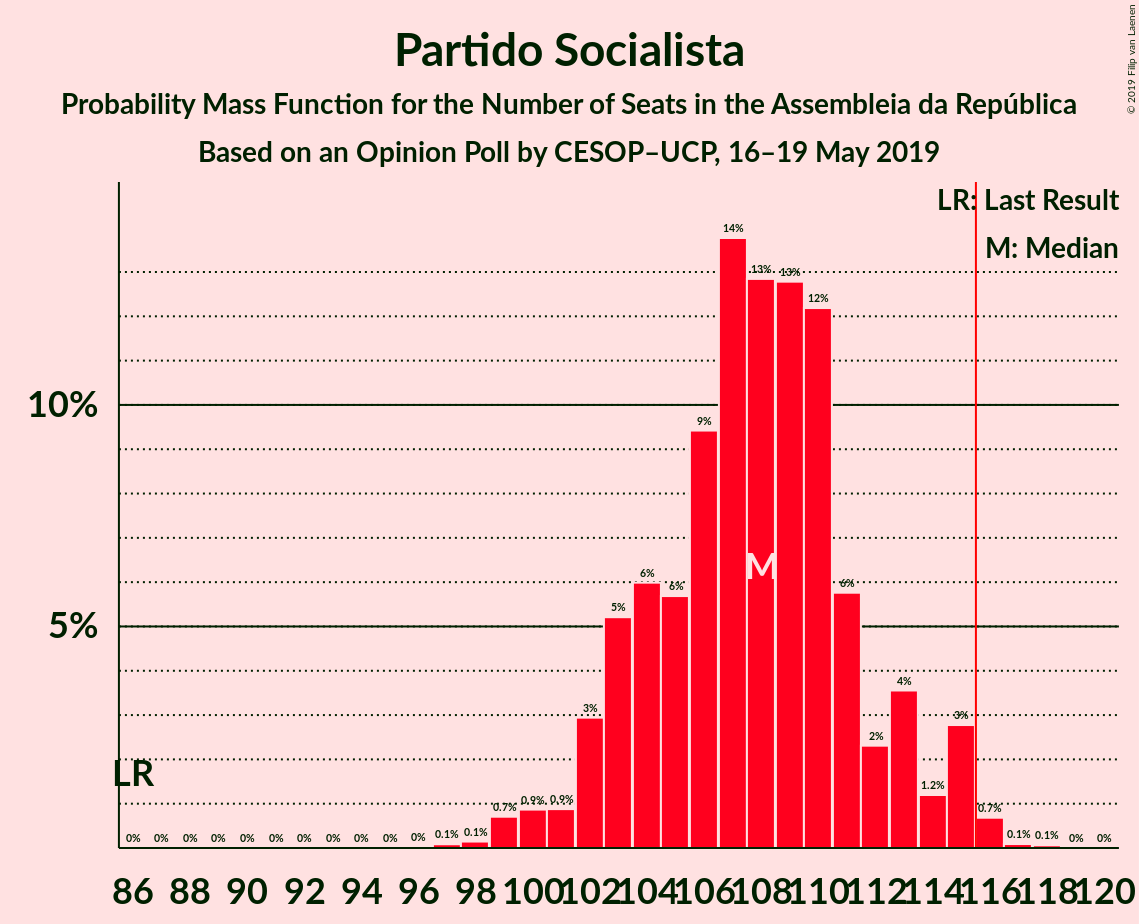 Partido Socialista
Probability Mass Function for the Number of Seats in the Assembleia da República
Based on an Opinion Poll by CESOP–UCP, 16–19 May 2019
© 2019 Filip van Laenen
LR: Last Result
M: Median
10%
5%
LR
M
0% 0% 0% 0% 0% 0% 0% 0% 0% 0% 0% 0.1% 0.1% 0.7% 0.9% 0.9% 3% 5% 6% 6% 9% 14% 13% 13% 12% 6% 2% 4% 1.2% 3% 0.7% 0.1% 0.1% 0% 0%
86 88 90 92 94 96 98 100 102 104 106 108 110 112 114 116 118 120